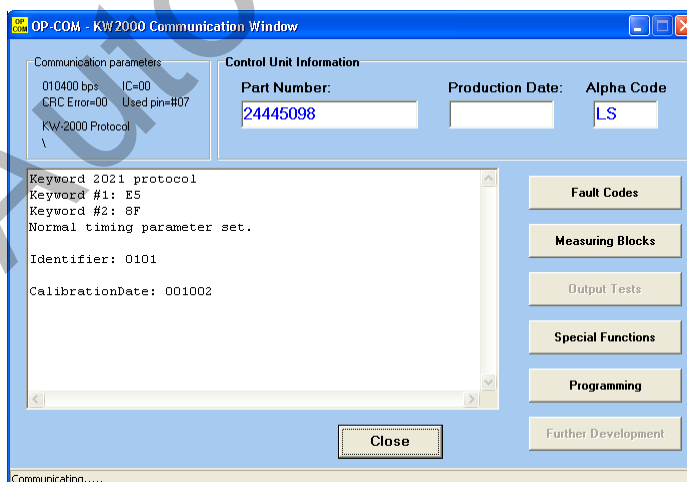 OP COM OP-COM - KW2000 Communication Window
Communication parameters
010400 bps IC=00
CRC Error=00 Used pin=#07
KW-2000 Protocol
\
Control Unit Information
Part Number: Production Date: Alpha Code
24445098 LS
Keyword 2021 protocol
Keyword #1: E5
Keyword #2: 8F
Normal timing parameter set.
Identifier: 0101
CalibrationDate: 001002
Fault Codes
Measuring Blocks
Output Tests
Special Functions
Programming
Further Development
Close
Communicating.....
Auto